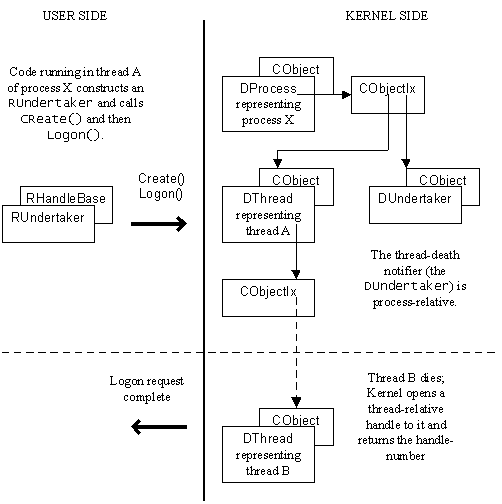 USER SIDE
KERNEL SIDE
Code running in thread A
of process X constructs an
RUndertaker and calls
CReate() and then
Logon().
CObject
DProcess
representing
process X
CObjectIx
Create()
Logon()
RHandleBase
RUndertaker
CObject
DThread
representing
thread A
CObject
DUndertaker
The thread-death
notifier (the
DUndertaker) is
process-relative.
CObjectIx
Logon request
complete
Thread B dies;
Kernel opens a
thread-relative
handle to it and
returns the handle-
number
CObject
DThread
representing
thread B